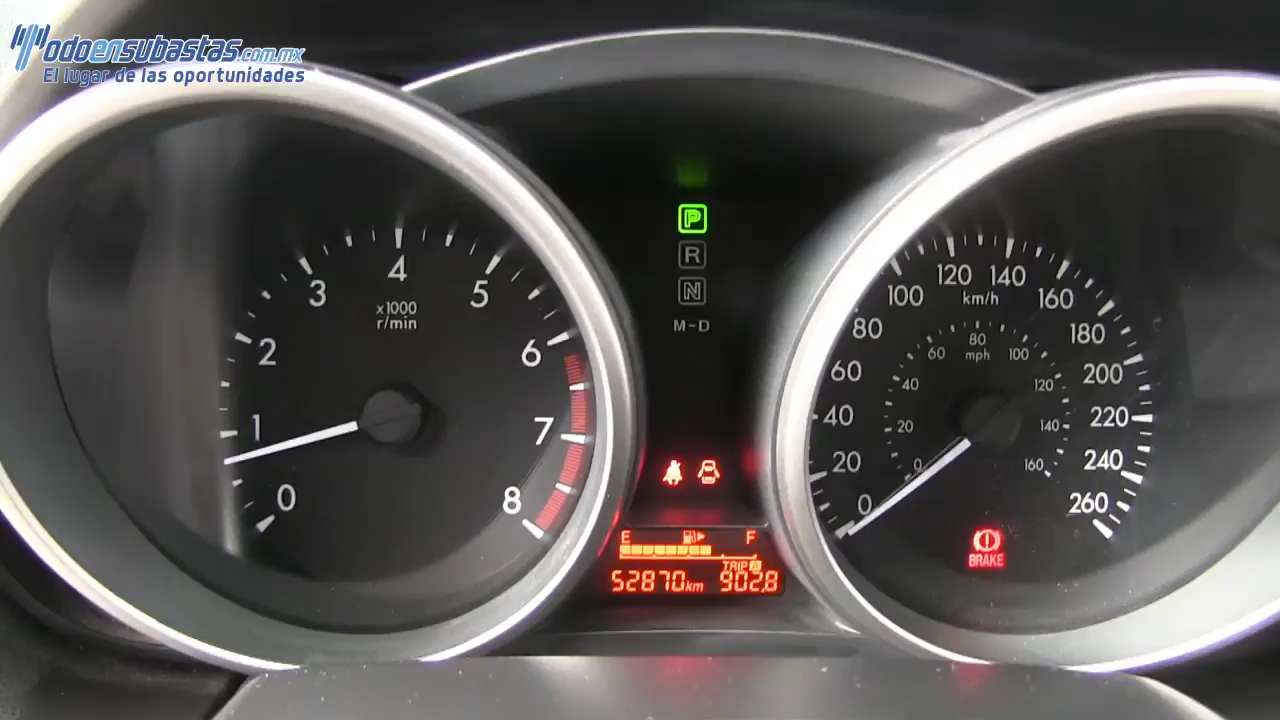 Todoensubastas.com.mx
El lugar de las oportunidades
0 1 2 3 4 5 6 7 8
x1000
r/min
P
R
N
M-D
0 20 40 60 80 100 120 140 160 180 200 220 240 260
km/h
0 20 40 60 80 100 120 140 160
mph
E F
TRIP A
52870km 902.8
BRAKE